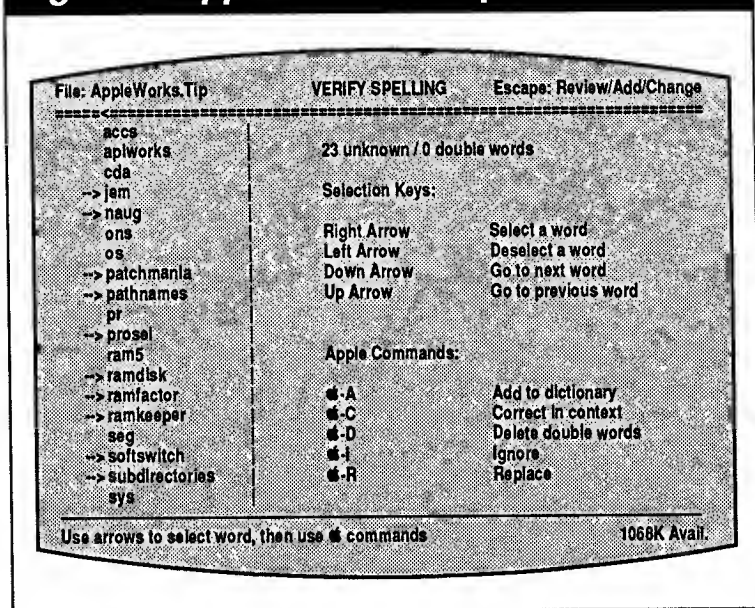 File: AppleWorks.Tip VERIFY SPELLING Escape: Review/Add/Change
=====<==========================================================
accs
aplworks 23 unknown / 0 double words
cda
--> jem Selection Keys:
--> naug
ons Right Arrow Select a word
os Left Arrow Deselect a word
--> patchmania Down Arrow Go to next word
--> pathnames Up Arrow Go to previous word
pr
--> prosel
ram5 Apple Commands:
--> ramdisk
--> ramfactor -A Add to dictionary
--> ramkeeper -C Correct in context
seg -D Delete double words
--> softswitch -I Ignore
--> subdirectories -R Replace
sys
Use arrows to select word, then use commands 1068K Avail.